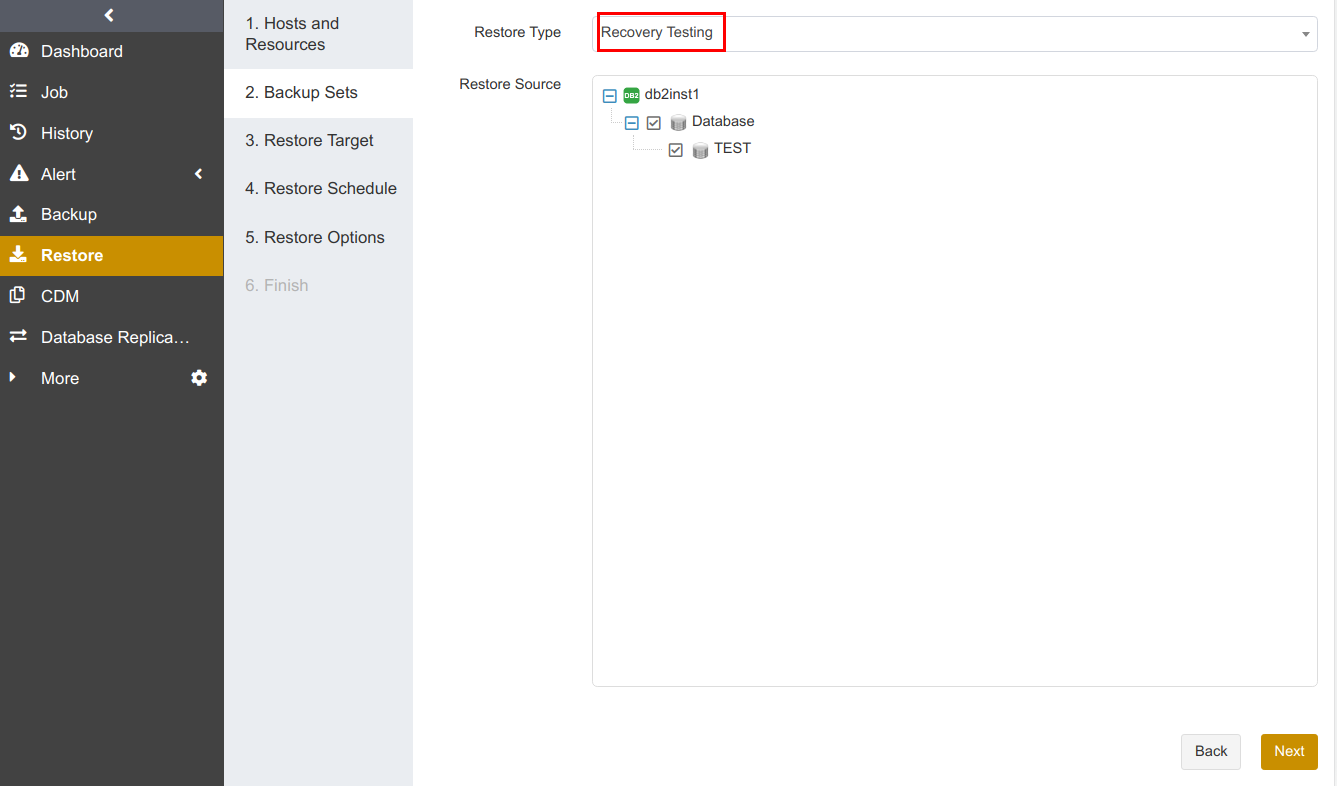 Dashboard
Job
History
Alert
Backup
Restore
CDM
Database Replica…
More
1. Hosts and
Resources
2. Backup Sets
3. Restore Target
4. Restore Schedule
5. Restore Options
6. Finish
Restore Type
Recovery Testing
Restore Source
DB2 db2inst1
Database
TEST
Back
Next